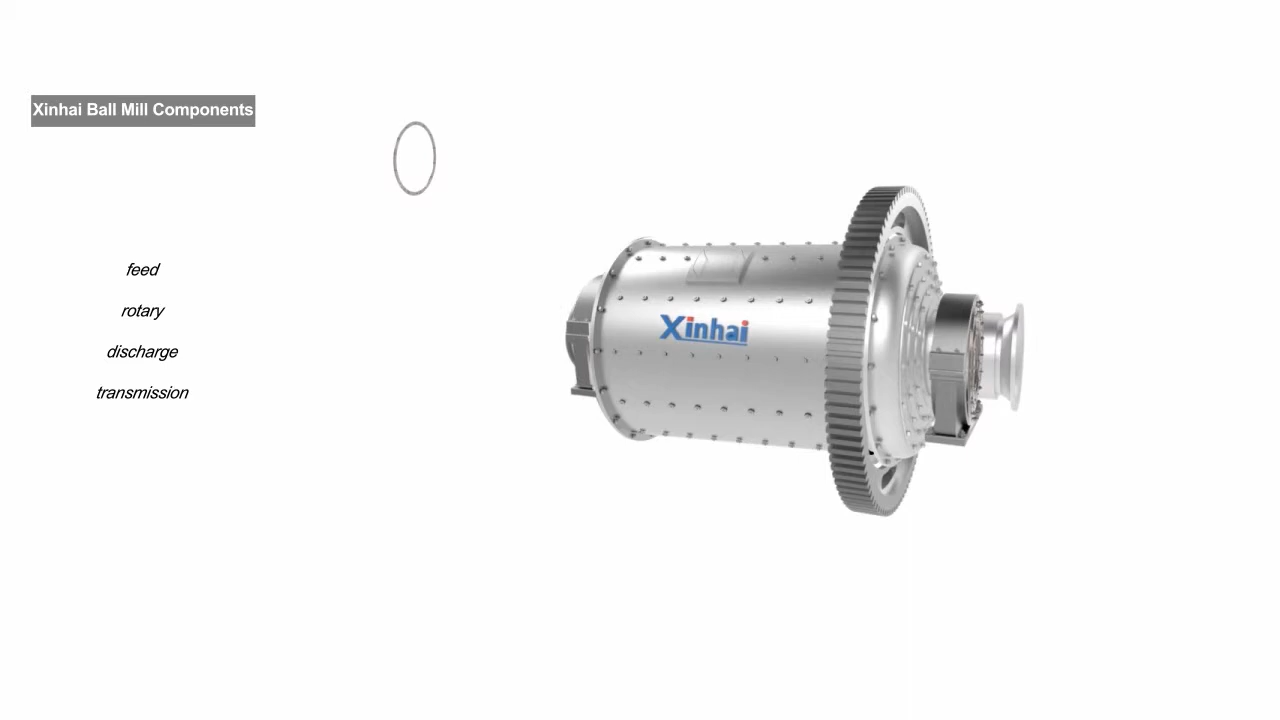 Xinhai Ball Mill Components
feed
rotary
discharge
transmission
Xinhai